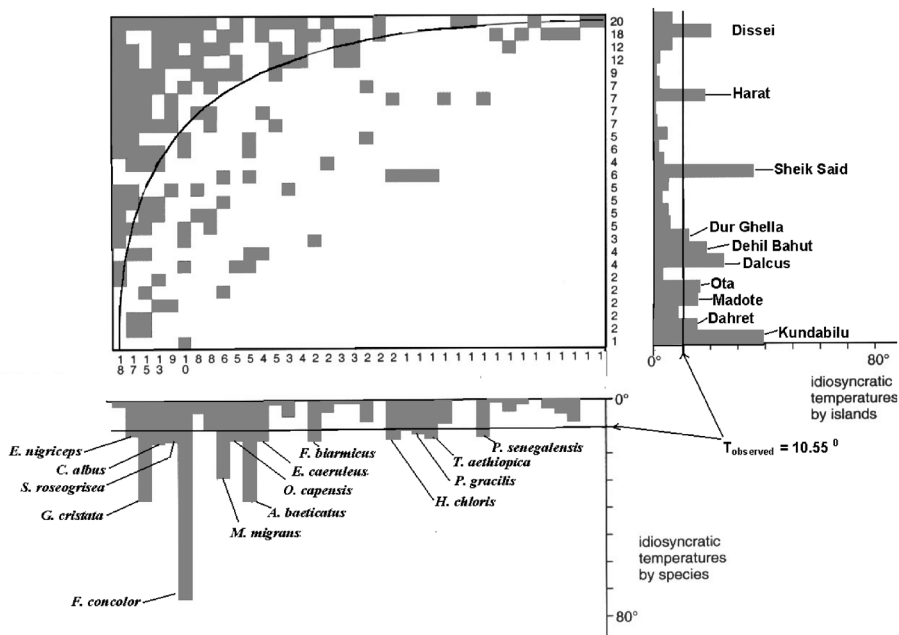 20
18
12
12
9
7
7
7
7
5
6
4
6
5
5
5
5
3
4
4
2
2
2
2
1
1 1 1 1 9 1 8 8 6 5 5 4 5 3 4 2 2 3 3 2 2 2 1 1 1 1 1 1 1 1 1 1 1 1 1 1 1
8 7 5 3 0
Dissei
Harat
Sheik Said
Dur Ghella
Dehil Bahut
Dalcus
Ota
Madote
Dahret
Kundabilu
0° 80°
idiosyncratic
temperatures
by islands
T observed = 10.55 ⁰
0°
E. nigriceps
C. albus
S. roseogrisea
G. cristata
F. concolor
M. migrans
A. baeticatus
O. capensis
E. caeruleus
F. biarmicus
H. chloris
P. gracilis
T. aethiopica
P. senegalensis
idiosyncratic
temperatures
by species
80°